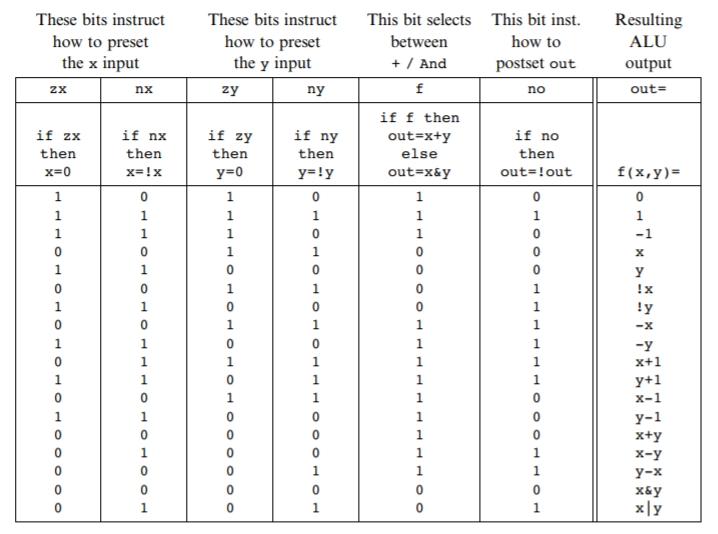 These bits instruct These bits instruct This bit selects This bit inst. Resulting
how to preset how to preset between how to ALU
the x input the y input + / And postset out output
zx nx zy ny f no out=
if f then
if zx if nx if zy if ny out=x+y if no
then then then then else then
x=0 x=!x y=0 y=!y out=x&y out=!out f(x,y)=
1 0 1 0 1 0 0
1 1 1 1 1 1 1
1 1 1 0 1 0 -1
0 0 1 1 0 0 x
1 1 0 0 0 0 y
0 0 1 1 0 1 !x
1 1 0 0 0 1 !y
0 0 1 1 1 1 -x
1 1 0 0 1 1 -y
0 1 1 1 1 1 x+1
1 1 0 1 1 1 y+1
0 0 1 1 1 0 x-1
1 1 0 0 1 0 y-1
0 0 0 0 1 0 x+y
0 1 0 0 1 1 x-y
0 0 0 1 1 1 y-x
0 0 0 0 0 0 x&y
0 1 0 1 0 1 x|y